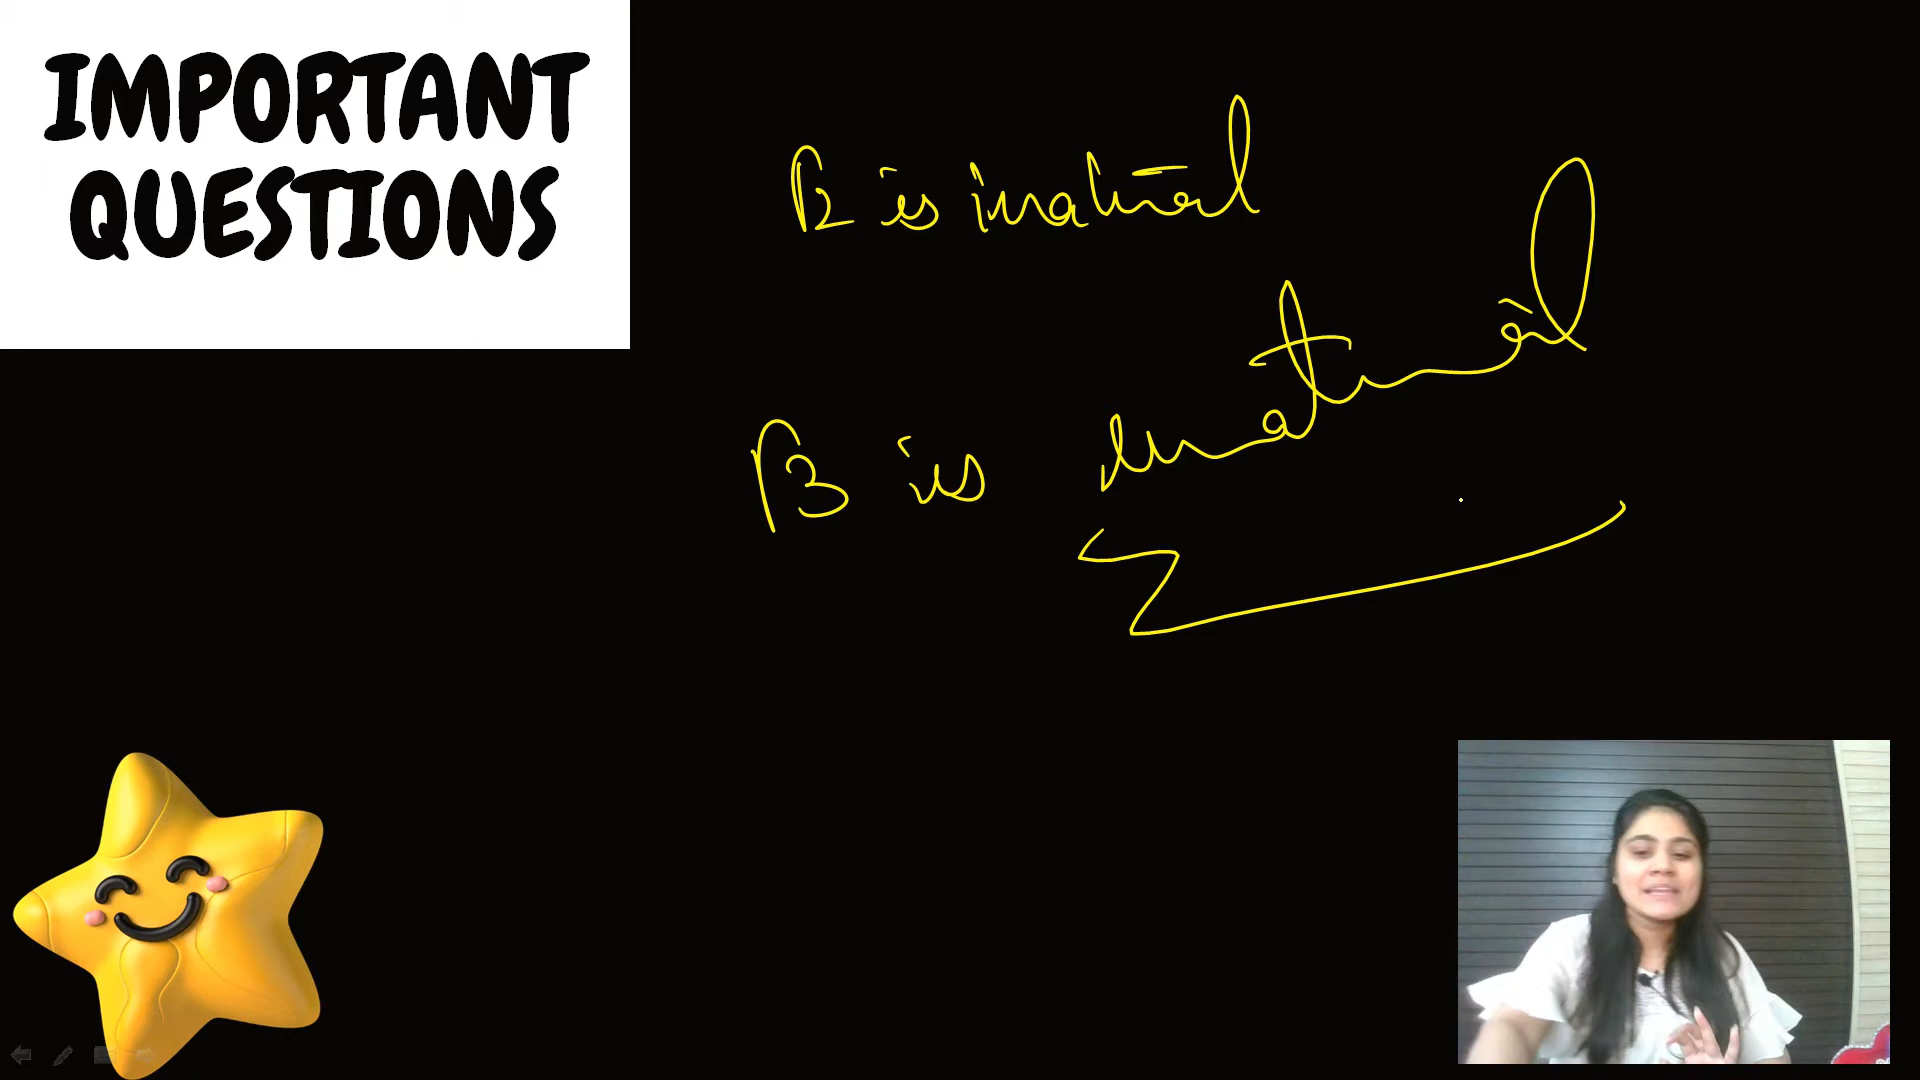 IMPORTANT
QUESTIONS
√2 is irrational
√3 is irrational